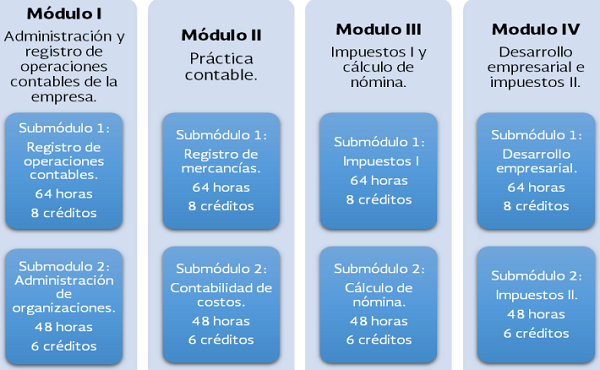 Módulo I
Administración y
registro de
operaciones
contables de la
empresa.
Submódulo 1:
Registro de
operaciones
contables.
64 horas
8 créditos
Submodulo 2:
Administración
de
organizaciones.
48 horas
6 créditos
Módulo II
Práctica
contable.
Submódulo 1:
Registro de
mercancías.
64 horas
8 créditos
Submódulo 2:
Contabilidad de
costos.
48 horas
6 créditos
Modulo III
Impuestos I y
cálculo de
nómina.
Submódulo 1:
Impuestos I
64 horas
8 créditos
Submódulo 2:
Cálculo de
nómina.
48 horas
6 créditos
Modulo IV
Desarrollo
empresarial e
impuestos II.
Submódulo 1:
Desarrollo
empresarial.
64 horas
8 créditos
Submódulo 2:
Impuestos II.
48 horas
6 créditos